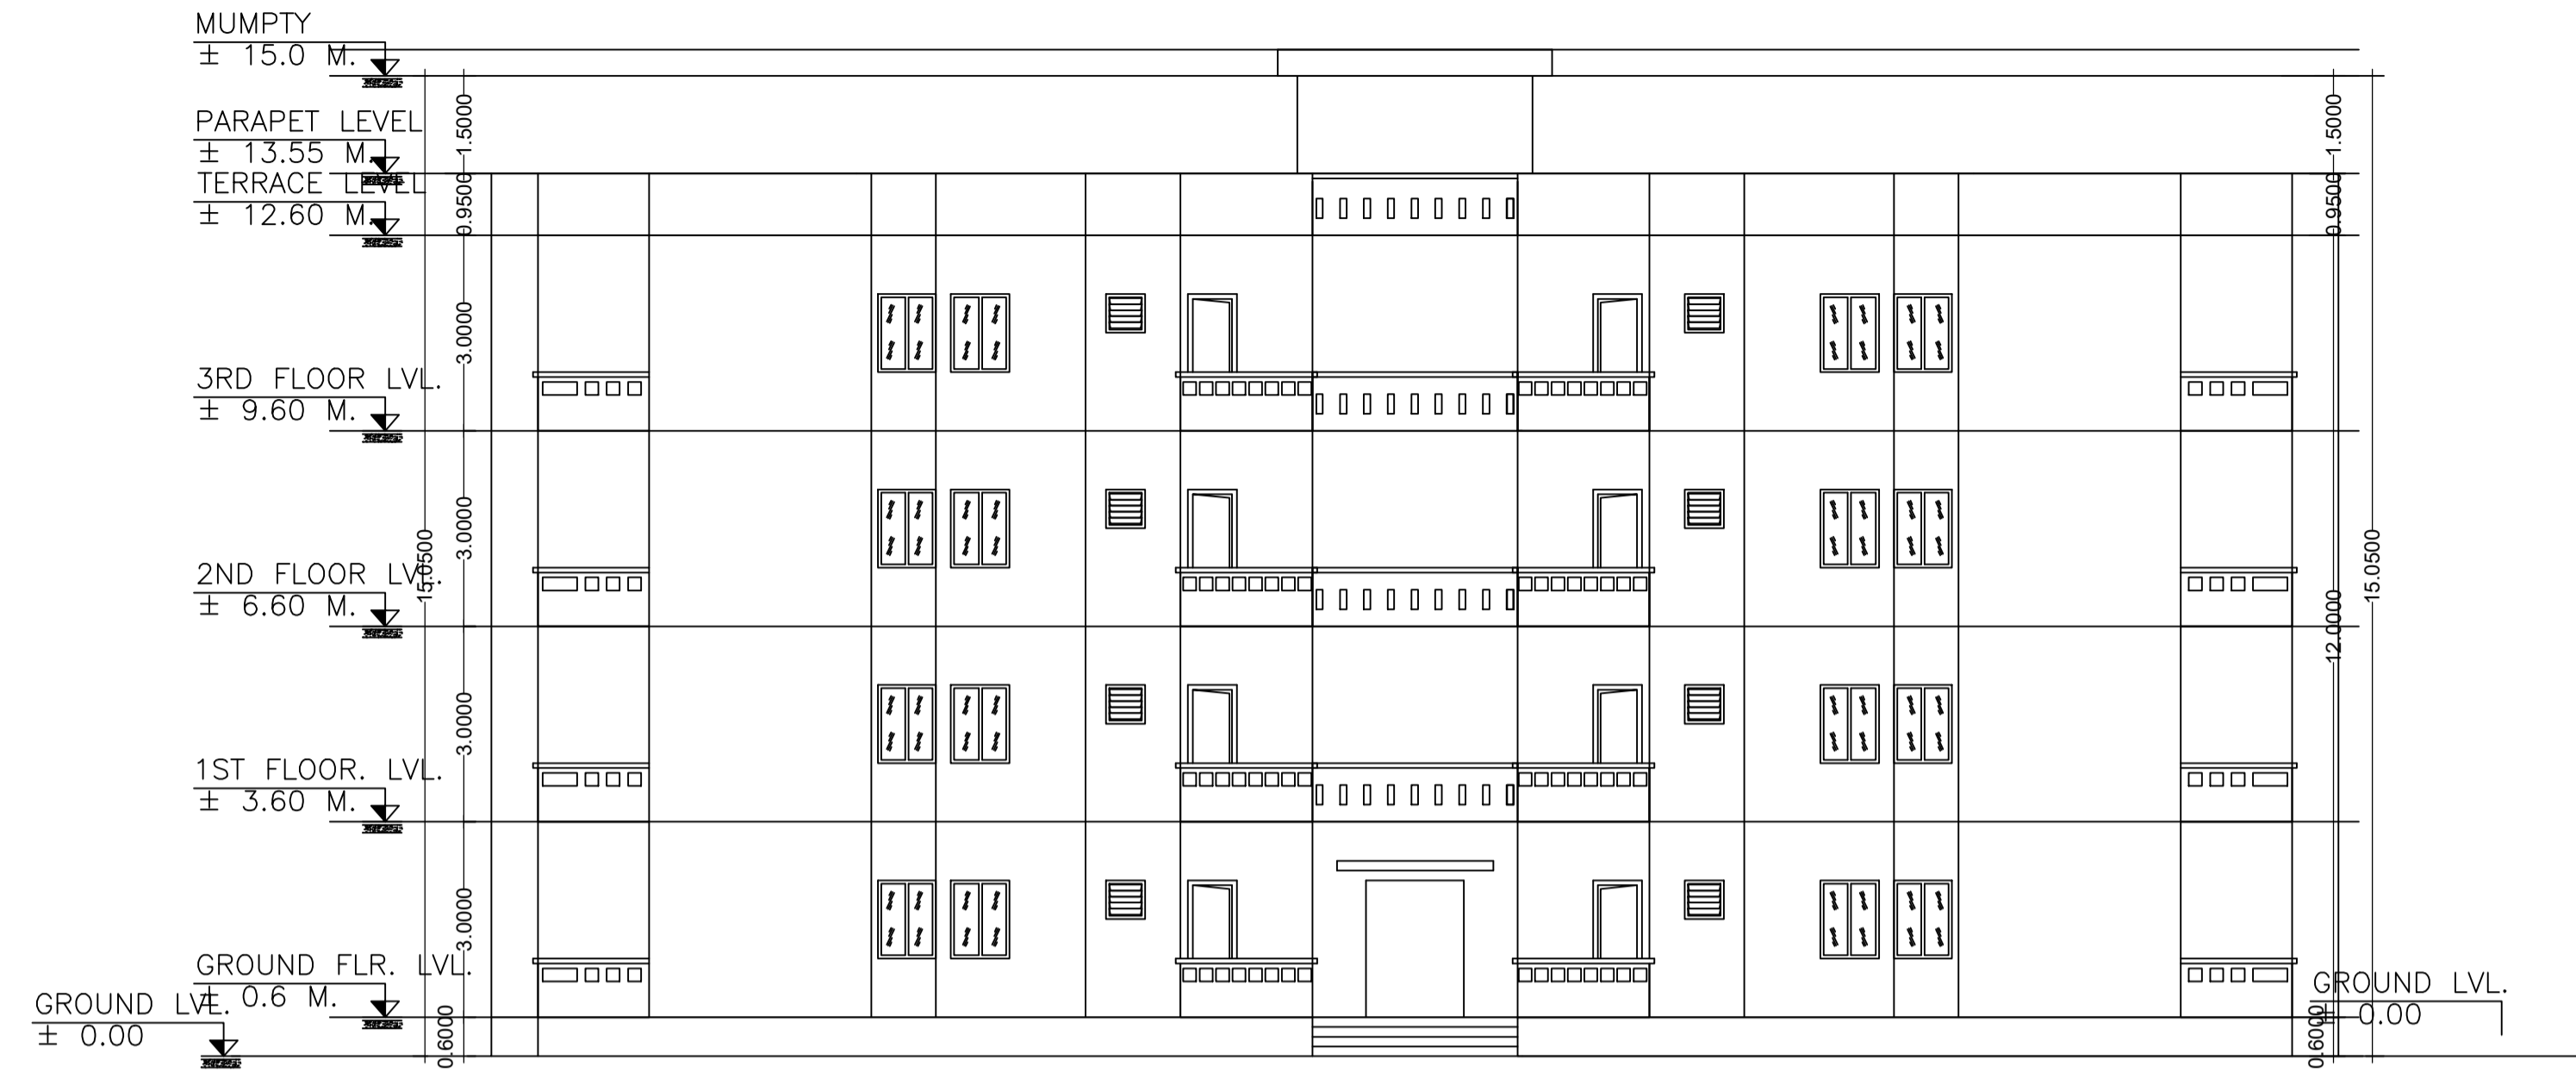 MUMPTY
± 15.0 M.
PARAPET LEVEL
± 13.55 M.
TERRACE LEVEL
± 12.60 M.
3RD FLOOR LVL.
± 9.60 M.
2ND FLOOR LVL.
± 6.60 M.
1ST FLOOR. LVL.
± 3.60 M.
GROUND FLR. LVL.
± 0.6 M.
GROUND LVL.
± 0.00
1.5000
0.9500
3.0000
3.0000
3.0000
3.0000
0.6000
15.0500
1.5000
0.9500
12.0000
15.0500
0.6000
GROUND LVL.
± 0.00